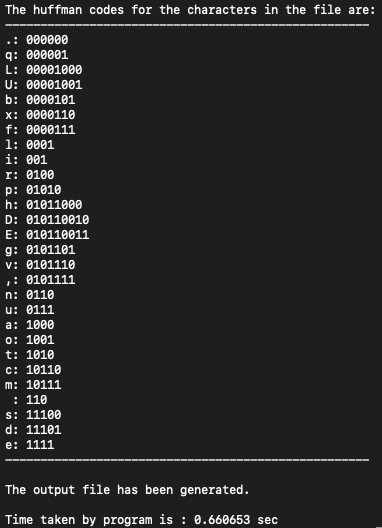 The huffman codes for the characters in the file are:
----------------------------------------------------
.: 000000
q: 000001
L: 00001000
U: 00001001
b: 0000101
x: 0000110
f: 0000111
l: 0001
i: 001
r: 0100
p: 01010
h: 01011000
D: 010110010
E: 010110011
g: 0101101
v: 0101110
,: 0101111
n: 0110
u: 0111
a: 1000
o: 1001
t: 1010
c: 10110
m: 10111
 : 110
s: 11100
d: 11101
e: 1111
----------------------------------------------------
The output file has been generated.
Time taken by program is : 0.660653 sec